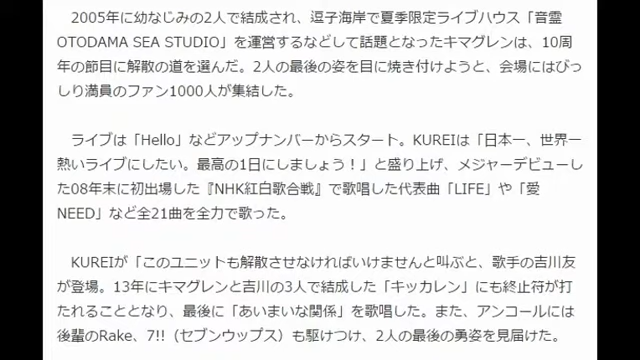 2005年に幼なじみの2人で結成され、逗子海岸で夏季限定ライブハウス「音霊
OTODAMA SEA STUDIO」を運営するなどして話題となったキマグレンは、10周
年の節目に解散の道を選んだ。2人の最後の姿を目に焼き付けようと、会場にはびっ
しり満員のファン1000人が集結した。
ライブは「Hello」などアップナンバーからスタート。KUREIは「日本一、世界一
熱いライブにしたい。最高の1日にしましょう！」と盛り上げ、メジャーデビューし
た08年末に初出場した『NHK紅白歌合戦』で歌唱した代表曲「LIFE」や「愛
NEED」など全21曲を全力で歌った。
KUREIが「このユニットも解散させなければいけませんと叫ぶと、歌手の吉川友
が登場。13年にキマグレンと吉川の3人で結成した「キッカレン」にも終止符が打
たれることとなり、最後に「あいまいな関係」を歌唱した。また、アンコールには
後輩のRake、7!!（セブンウップス）も駆けつけ、2人の最後の勇姿を見届けた。